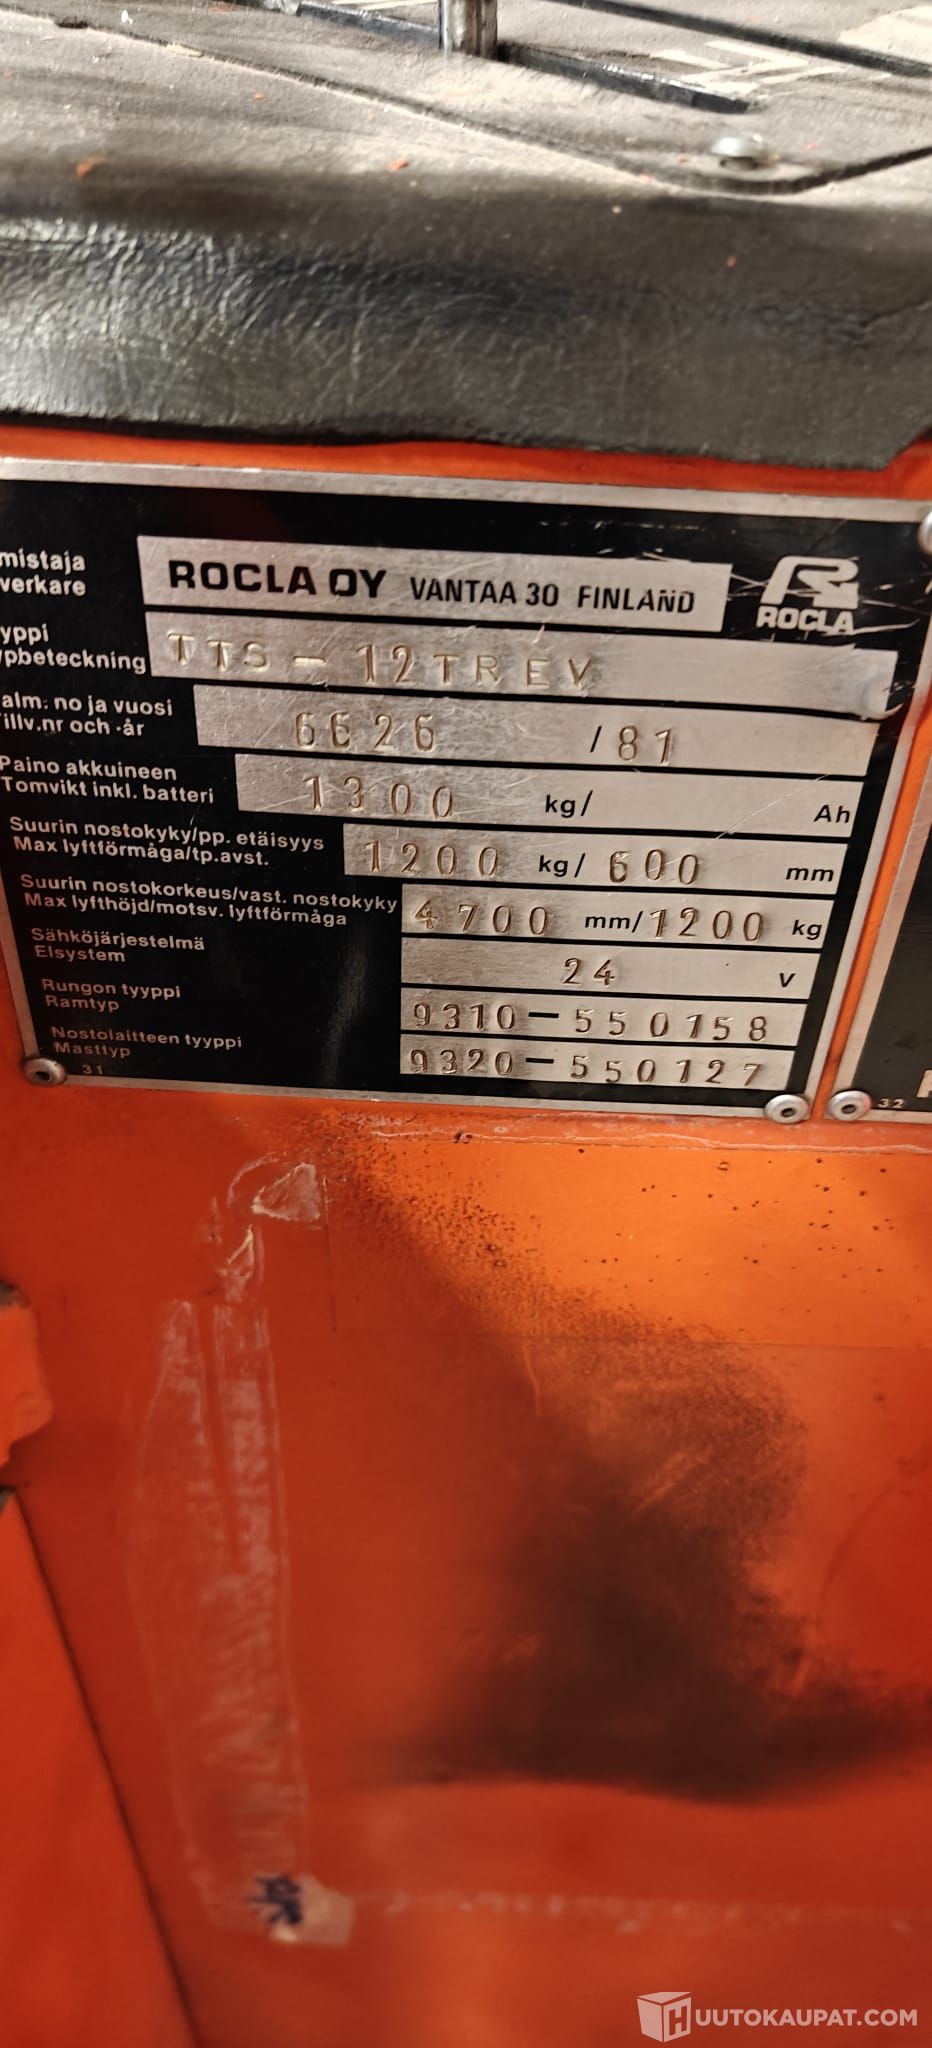 mistaja
verkare
ROCLA OY VANTAA 30 FINLAND
ROCLA
yppi
pbeteckning
TTS - 12TREV
alm. no ja vuosi
illv.nr och -år
6626 /81
Paino akkuineen
Tomvikt inkl. batteri
1300 kg/ Ah
Suurin nostokyky/pp. etäisyys
Max lyftförmåga/tp.avst.
1200 kg/ 600 mm
Suurin nostokorkeus/vast. nostokyky
Max lyfthöjd/motsv. lyftförmåga
4700 mm/1200 kg
Sähköjärjestelmä
Elsystem
24 V
Rungon tyyppi
Ramtyp
9310-550158
Nostolaitteen tyyppi
Masttyp
9320-550127
31
32
HUUTOKAUPAT.COM